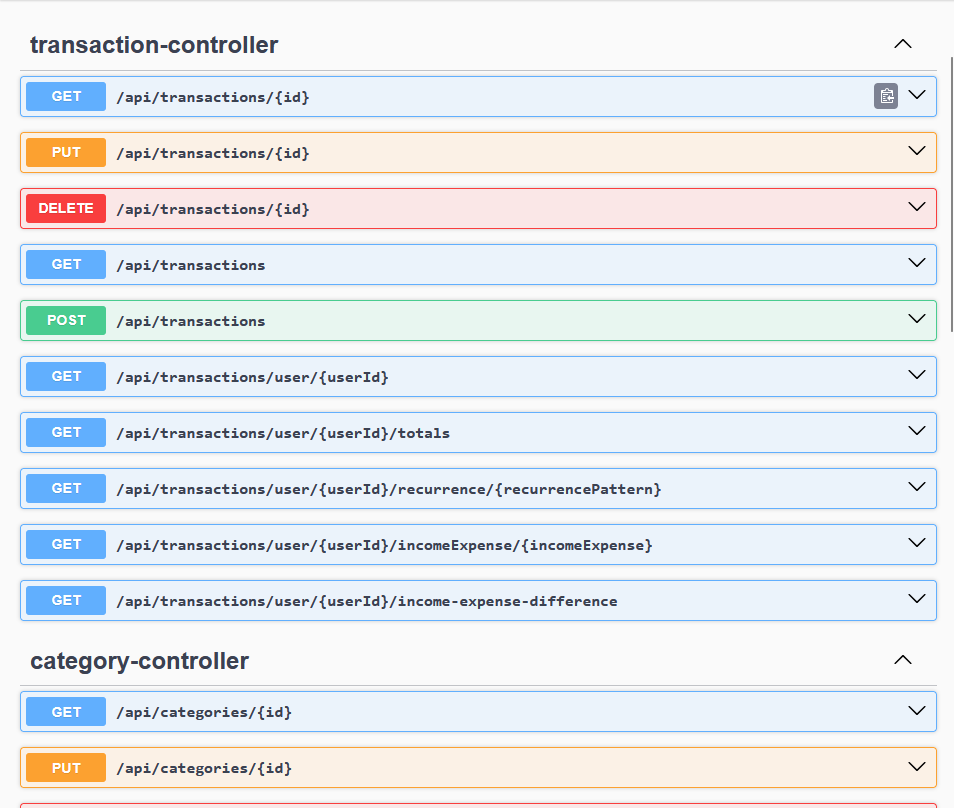 transaction-controller
GET /api/transactions/{id}
PUT /api/transactions/{id}
DELETE /api/transactions/{id}
GET /api/transactions
POST /api/transactions
GET /api/transactions/user/{userId}
GET /api/transactions/user/{userId}/totals
GET /api/transactions/user/{userId}/recurrence/{recurrencePattern}
GET /api/transactions/user/{userId}/incomeExpense/{incomeExpense}
GET /api/transactions/user/{userId}/income-expense-difference
category-controller
GET /api/categories/{id}
PUT /api/categories/{id}